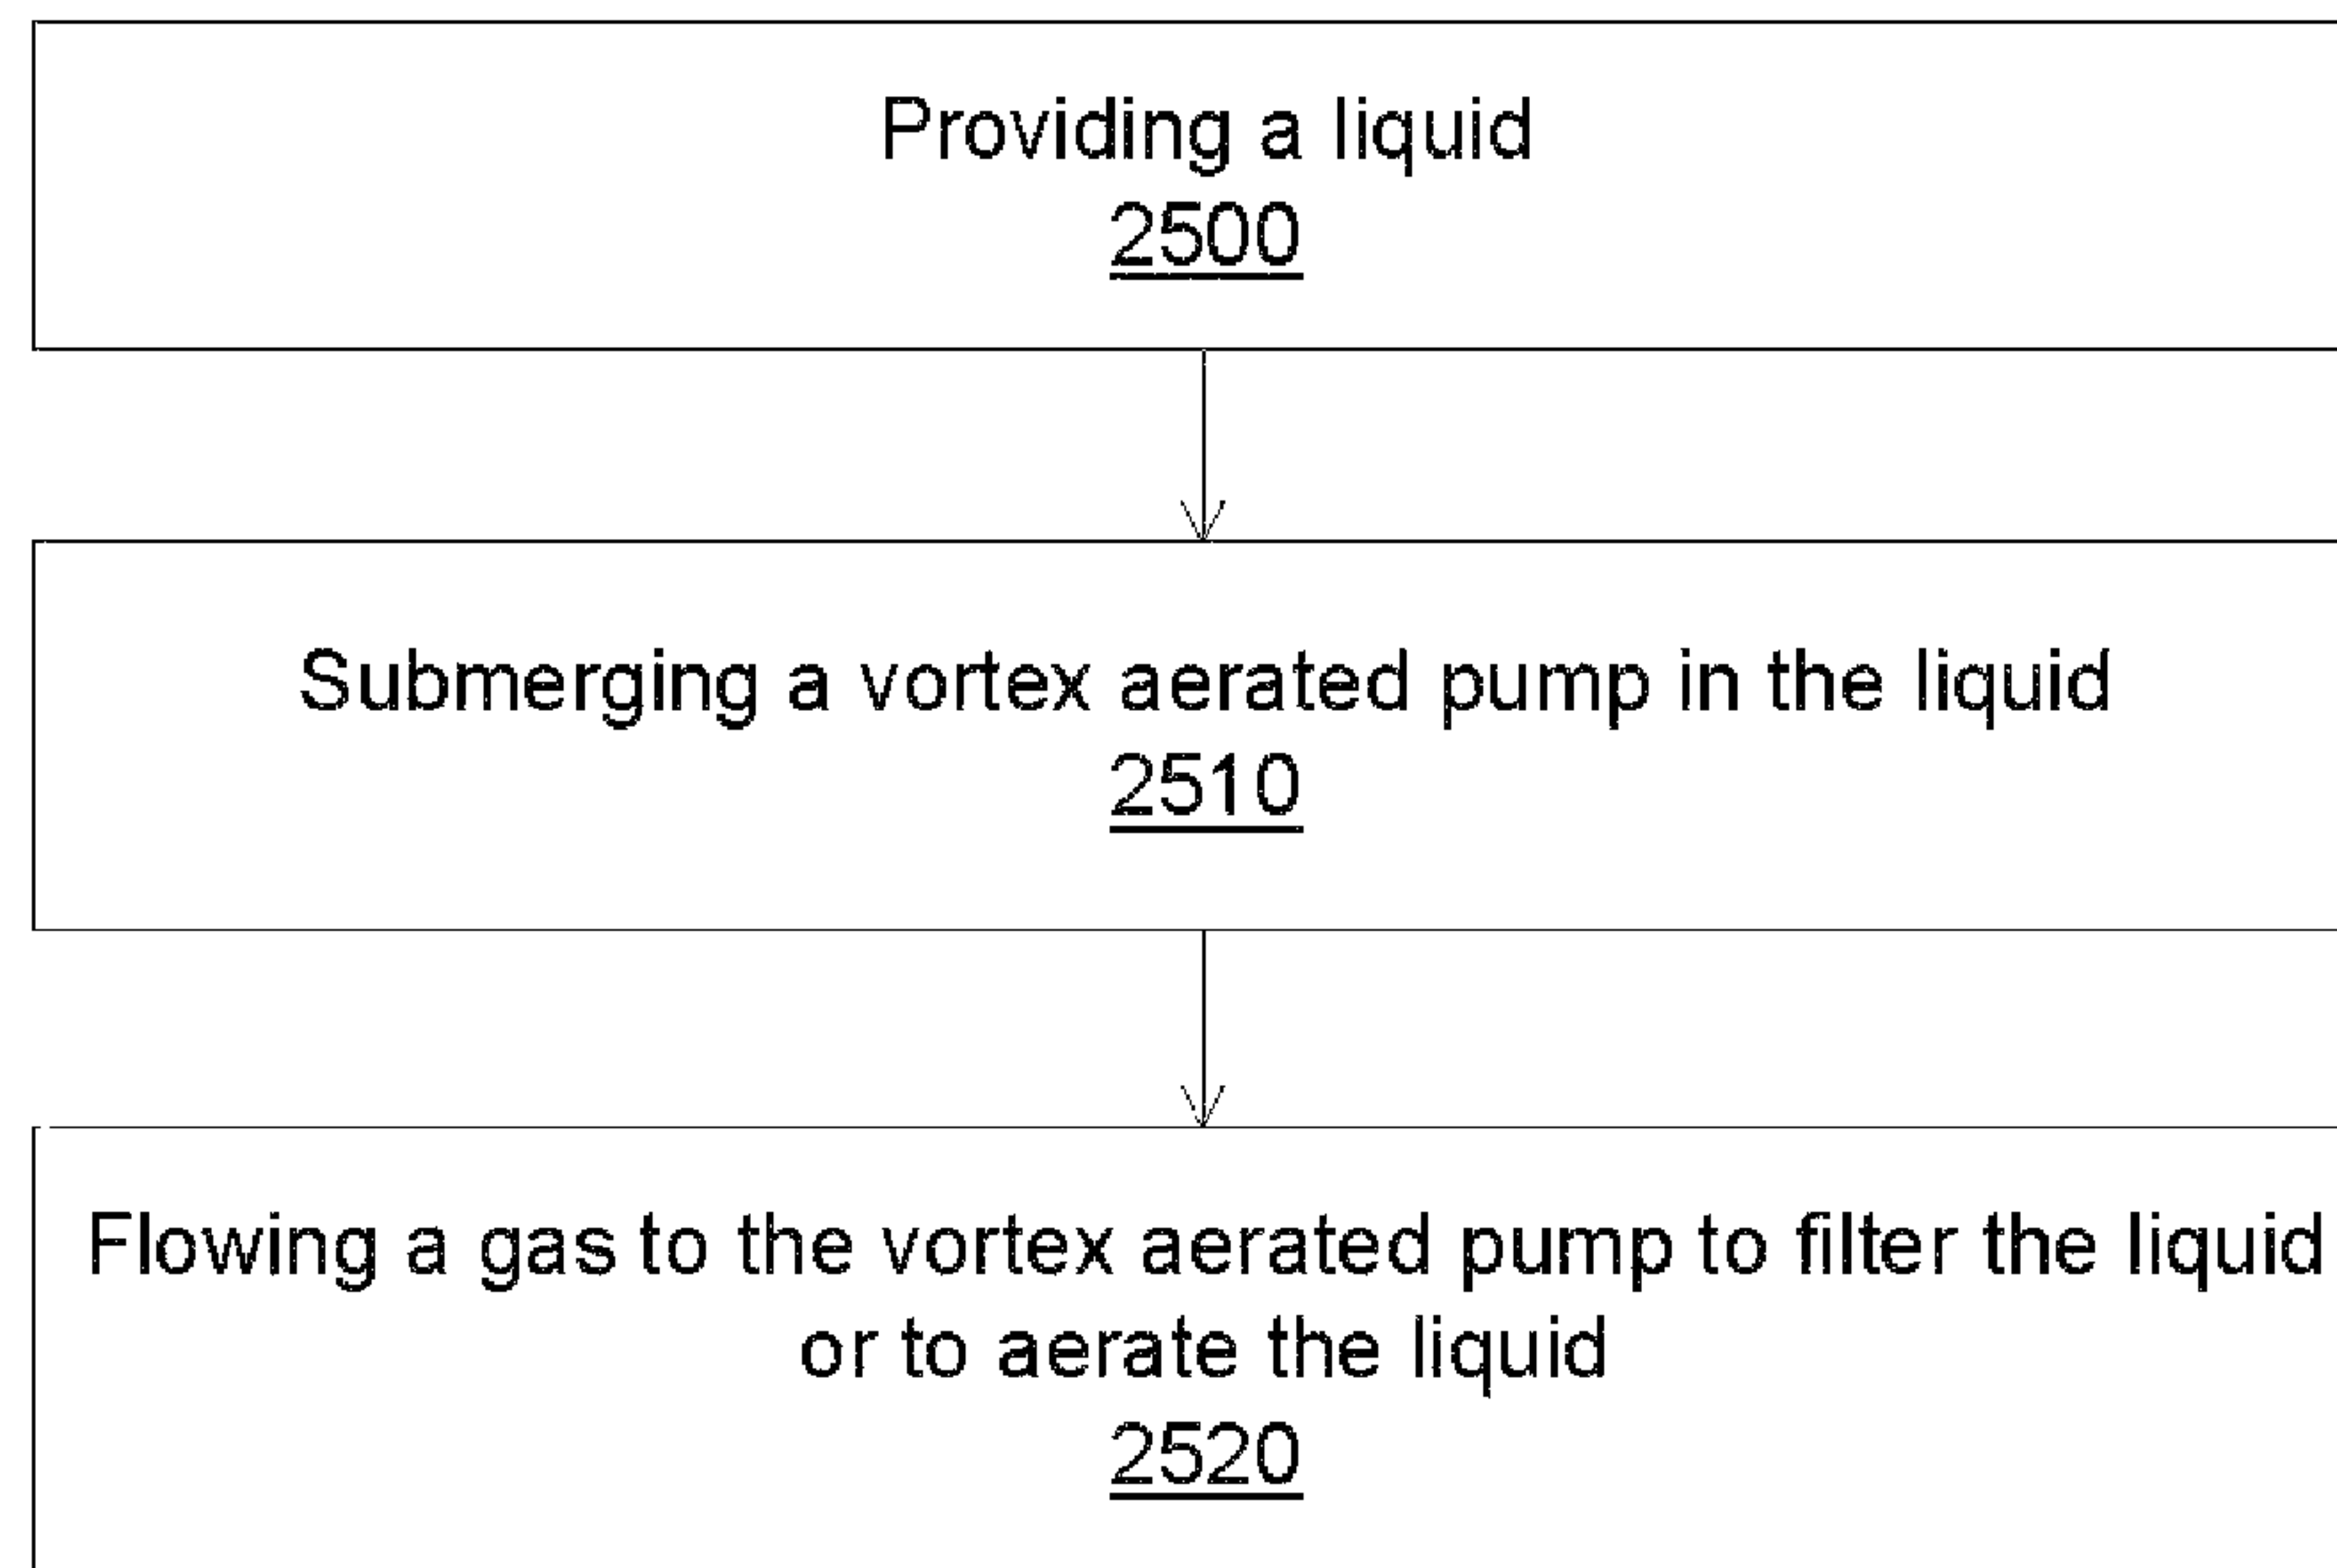 Providing a liquid
2500
Submerging a vortex aerated pump in the liquid
2510
Flowing a gas to the vortex aerated pump to filter the liquid
or to aerate the liquid
2520